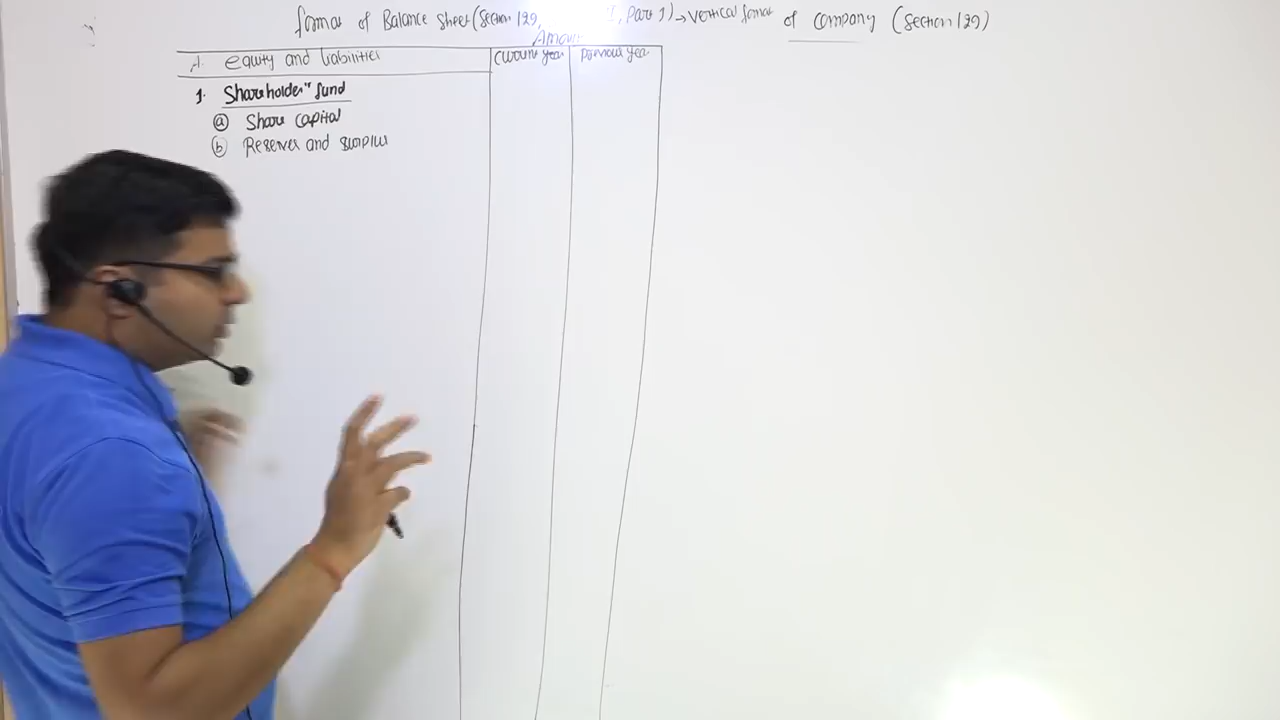 format of Balance Sheet (Section 129, I, Part 1) → vertical format of company (Section 129)
Amoun
A. equity and liabilities current year previous year
1. Shareholder" fund
(a) Share capital
(b) Reserves and surplus